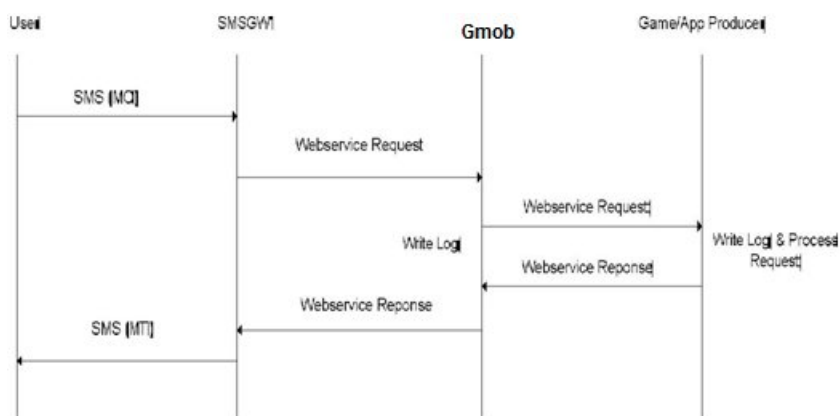 User
SMSGW
Gmob
Game/App Producer
SMS (MO)
Webservice Request
Webservice Request
Write Log
Write Log & Process
Request
Webservice Reponse
Webservice Reponse
SMS (MT)